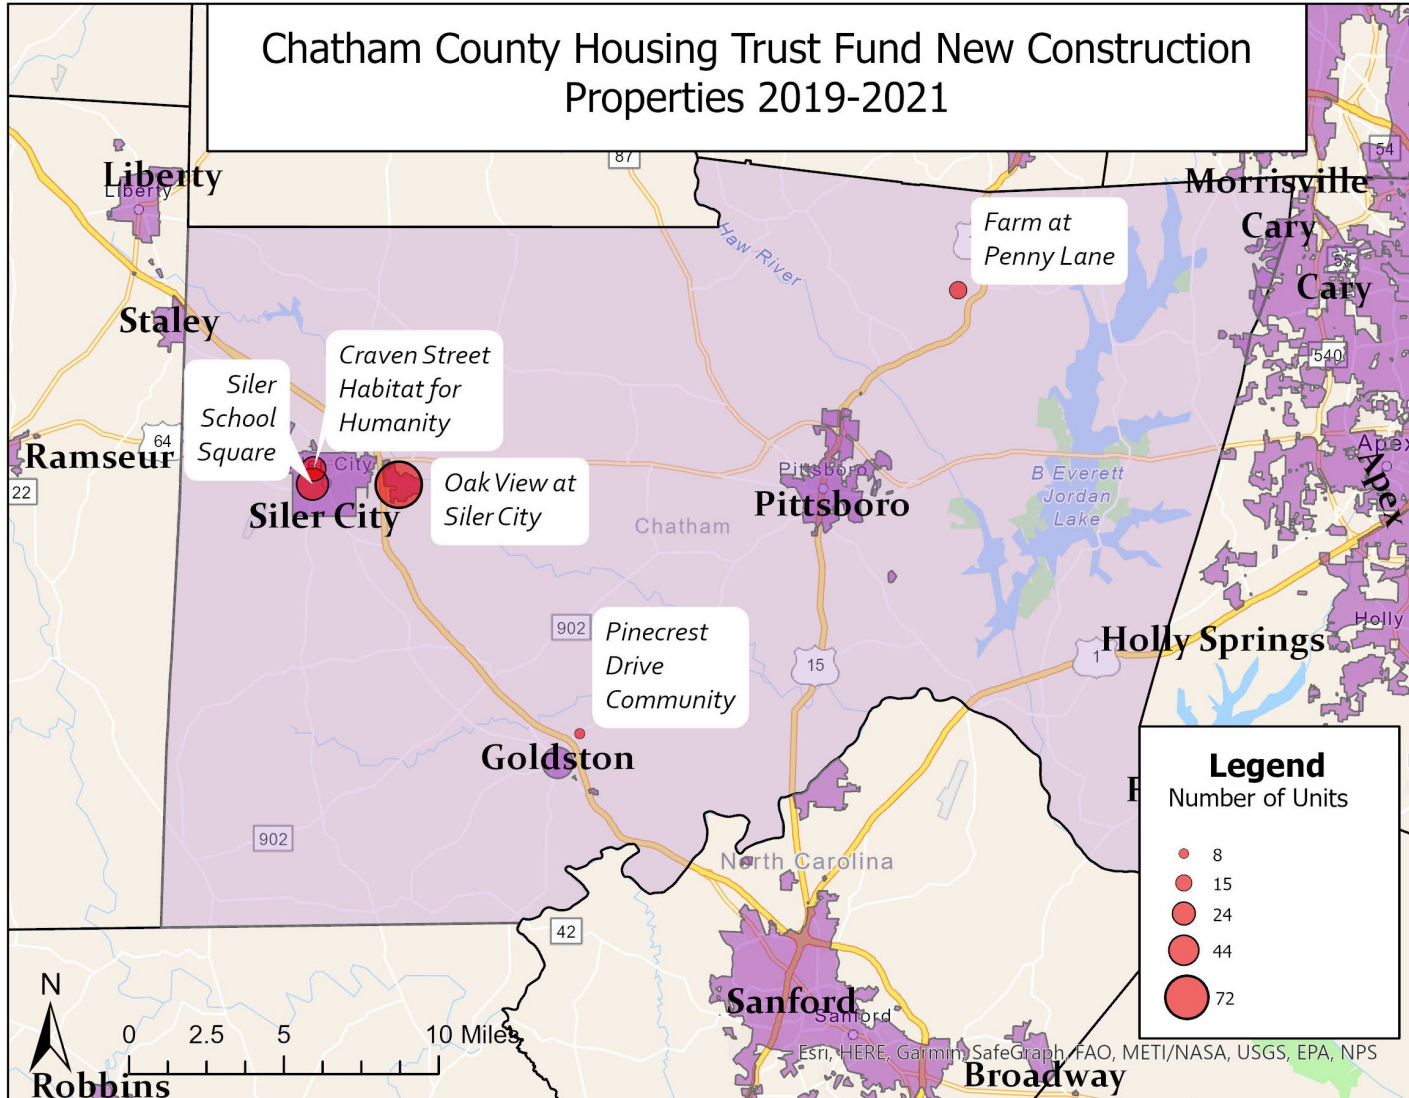 Chatham County Housing Trust Fund New Construction
Properties 2019-2021
87
54
Liberty
Liberty
Morrisville
Cary
Haw River
Farm at
Penny Lane
55
Cary
Staley
Craven Street
Habitat for
Humanity
Siler
School
Square
540
64
Ramseur
22
City
Siler City
Oak View at
Siler City
Pittsboro
Pittsboro
Chatham
B Everett
Jordan
Lake
Apex
Apex
902
Pinecrest
Drive
Community
15
1
Holly Springs
Holly
Goldston
902
North Carolina
42
Sanford
Sanford
Broadway
Robbins
F
Legend
Number of Units
8
15
24
44
72
N
0 2.5 5 10 Miles
Esri, HERE, Garmin, SafeGraph, FAO, METI/NASA, USGS, EPA, NPS